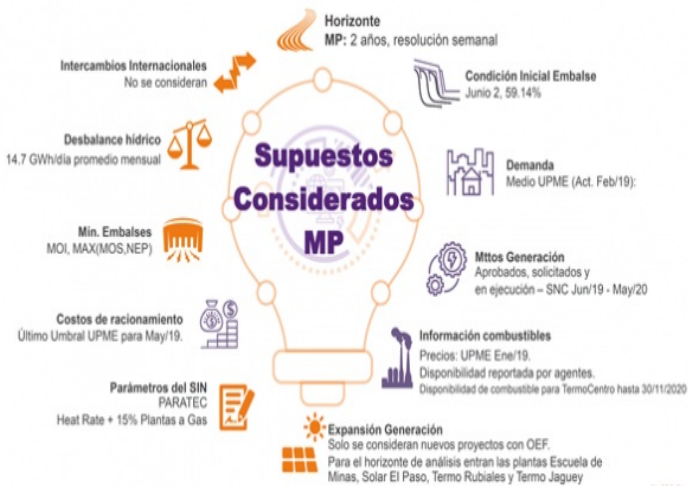 Horizonte
MP: 2 años, resolución semanal
Intercambios Internacionales
No se consideran
Condición Inicial Embalse
Junio 2, 59.14%
Desbalance hídrico
14.7 GWh/día promedio mensual
Supuestos
Considerados
MP
Demanda
Medio UPME (Act. Feb/19):
Min. Embalses
MOI, MAX(MOS,NEP)
Mttos Generación
Aprobados, solicitados y
en ejecución – SNC Jun/19 - May/20
Costos de racionamiento
Último Umbral UPME para May/19.
Información combustibles
Precios: UPME Ene/19.
Disponibilidad reportada por agentes.
Disponibilidad de combustible para TermoCentro hasta 30/11/2020
Parámetros del SIN
PARATEC
Heat Rate + 15% Plantas a Gas
Expansión Generación
Solo se consideran nuevos proyectos con OEF.
Para el horizonte de análisis entran las plantas Escuela de
Minas, Solar El Paso, Termo Rubiales y Termo Jaguey